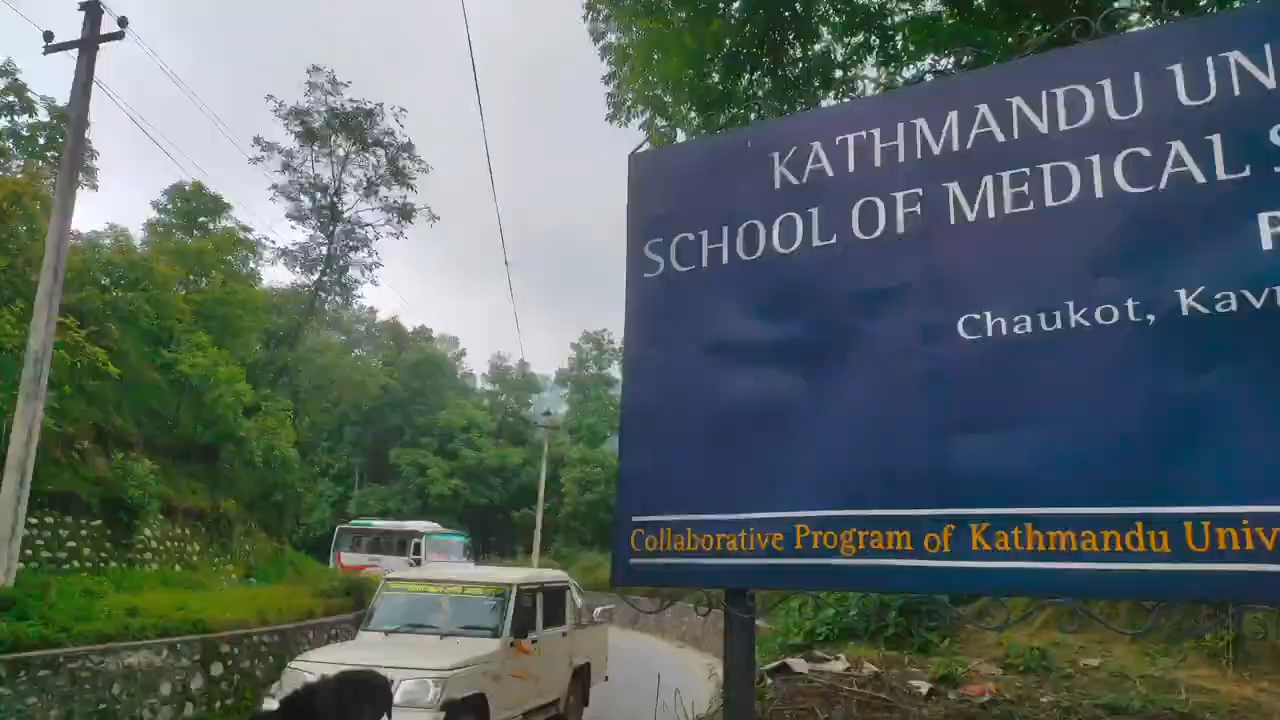 KATHMANDU UN
SCHOOL OF MEDICAL S
Chaukot, Kav
Collaborative Program of Kathmandu Univ